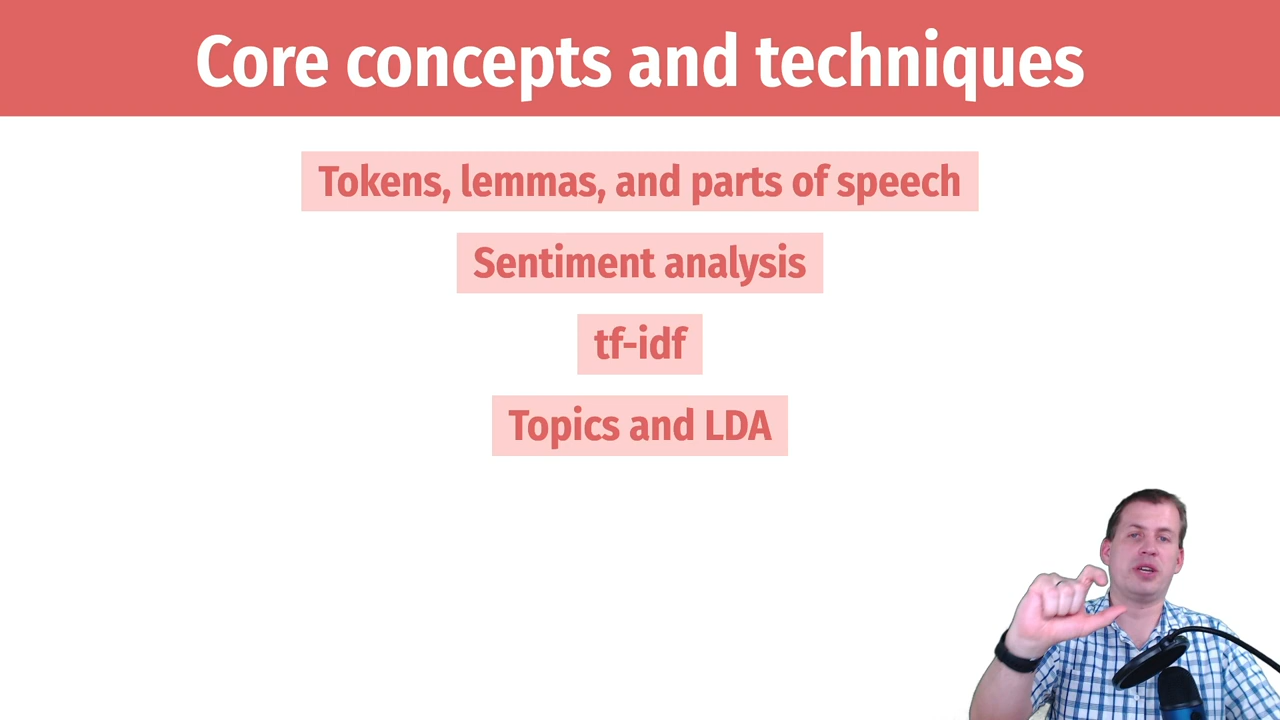 Core concepts and techniques
Tokens, lemmas, and parts of speech
Sentiment analysis
tf-idf
Topics and LDA